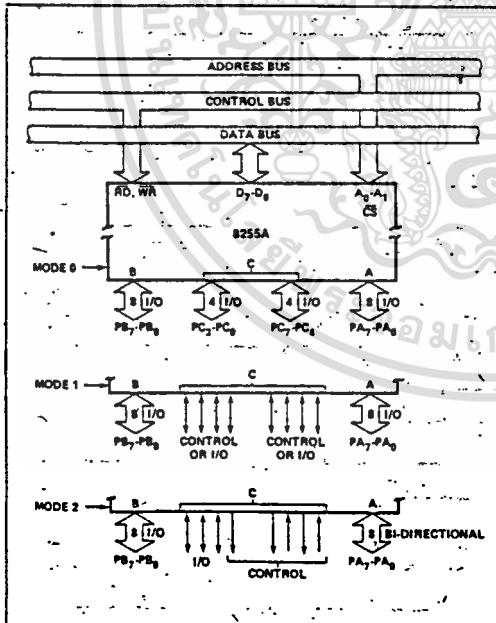 ADDRESS BUS
CONTROL BUS
DATA BUS
RD, WR
D7-D0
A0-A1
CS
8255A
MODE 0
B
C
A
8 I/O
4 I/O
4 I/O
8 I/O
PB7-PB0
PC3-PC0
PC7-PC4
PA7-PA0
MODE 1
B
C
A
8 I/O
8 I/O
PB7-PB0
CONTROL
OR I/O
CONTROL
OR I/O
PA7-PA0
MODE 2
B
C
A
8 I/O
8 BI-DIRECTIONAL
PB7-PB0
I/O
CONTROL
PA7-PA0